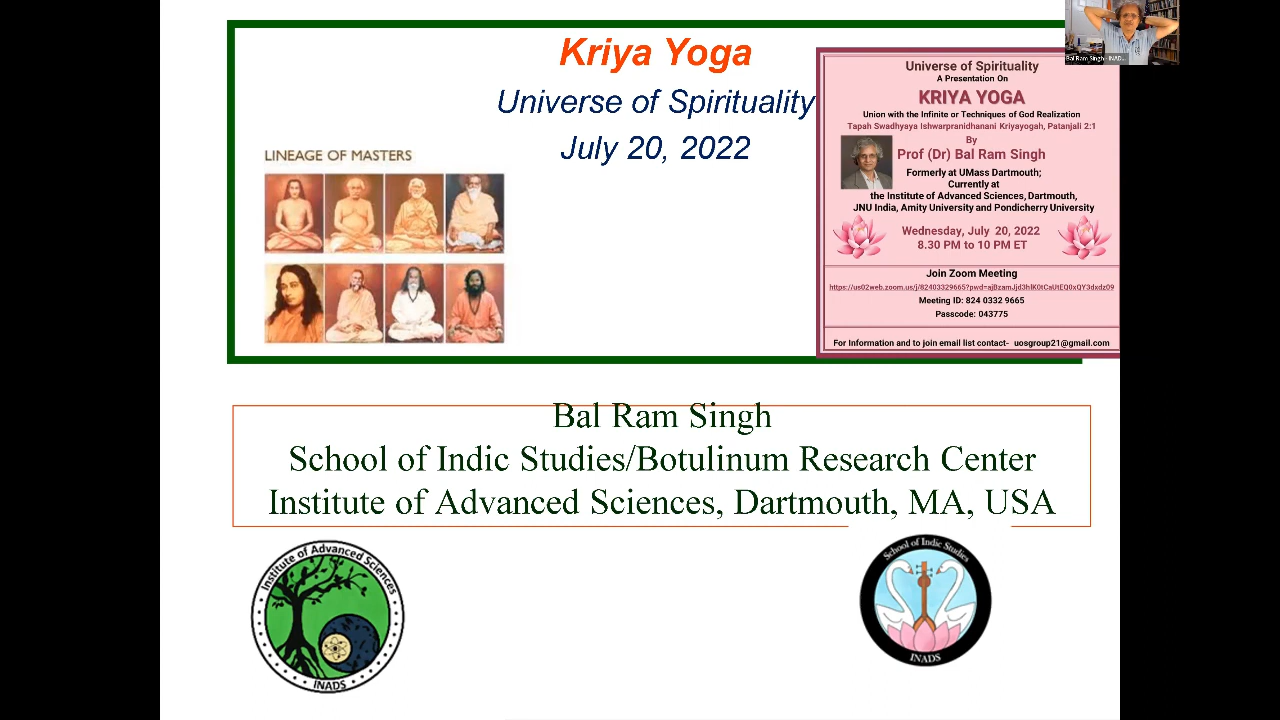 Kriya Yoga
Universe of Spirituality
July 20, 2022
LINEAGE OF MASTERS
Universe of Spirituality
A Presentation On
KRIYA YOGA
Union with the Infinite or Techniques of God Realization
Tapah Swadhyaya Ishwarpranidhanani Kriyayogah, Patanjali 2:1
By
Prof (Dr) Bal Ram Singh
Formerly at UMass Dartmouth;
Currently at
the Institute of Advanced Sciences, Dartmouth,
JNU India, Amity University and Pondicherry University
Wednesday, July 20, 2022
8.30 PM to 10 PM ET
Join Zoom Meeting
Meeting ID: 824 0332 9665
Passcode: 043775
For Information and to join email list contact- uosgroup21@gmail.com
Bal Ram Singh - INAD...
Bal Ram Singh
School of Indic Studies/Botulinum Research Center
Institute of Advanced Sciences, Dartmouth, MA, USA
Institute of Advanced Sciences
INADS
School of Indic Studies
INADS